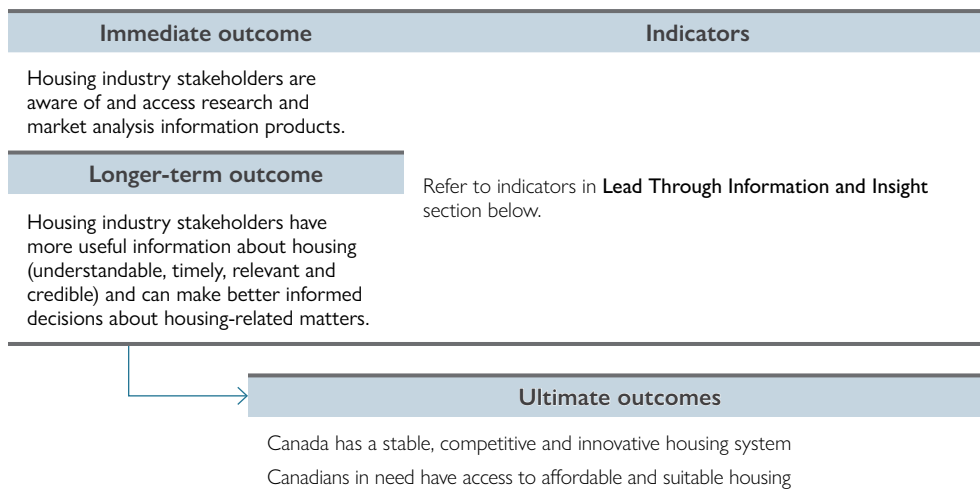 Immediate outcome
Indicators
Housing industry stakeholders are
aware of and access research and
market analysis information products.
Longer-term outcome
Housing industry stakeholders have
more useful information about housing
(understandable, timely, relevant and
credible) and can make better informed
decisions about housing-related matters.
Refer to indicators in Lead Through Information and Insight
section below.
Ultimate outcomes
Canada has a stable, competitive and innovative housing system
Canadians in need have access to affordable and suitable housing